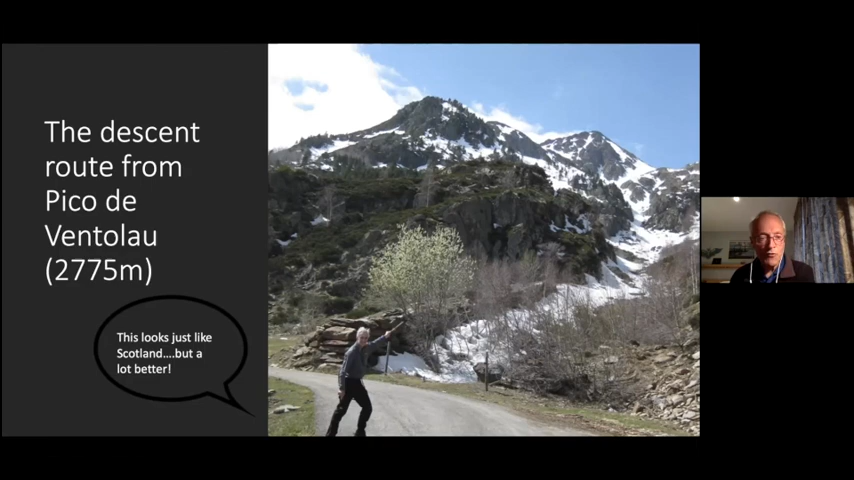 The descent
route from
Pico de
Ventolau
(2775m)
This looks just like
Scotland....but a
lot better!